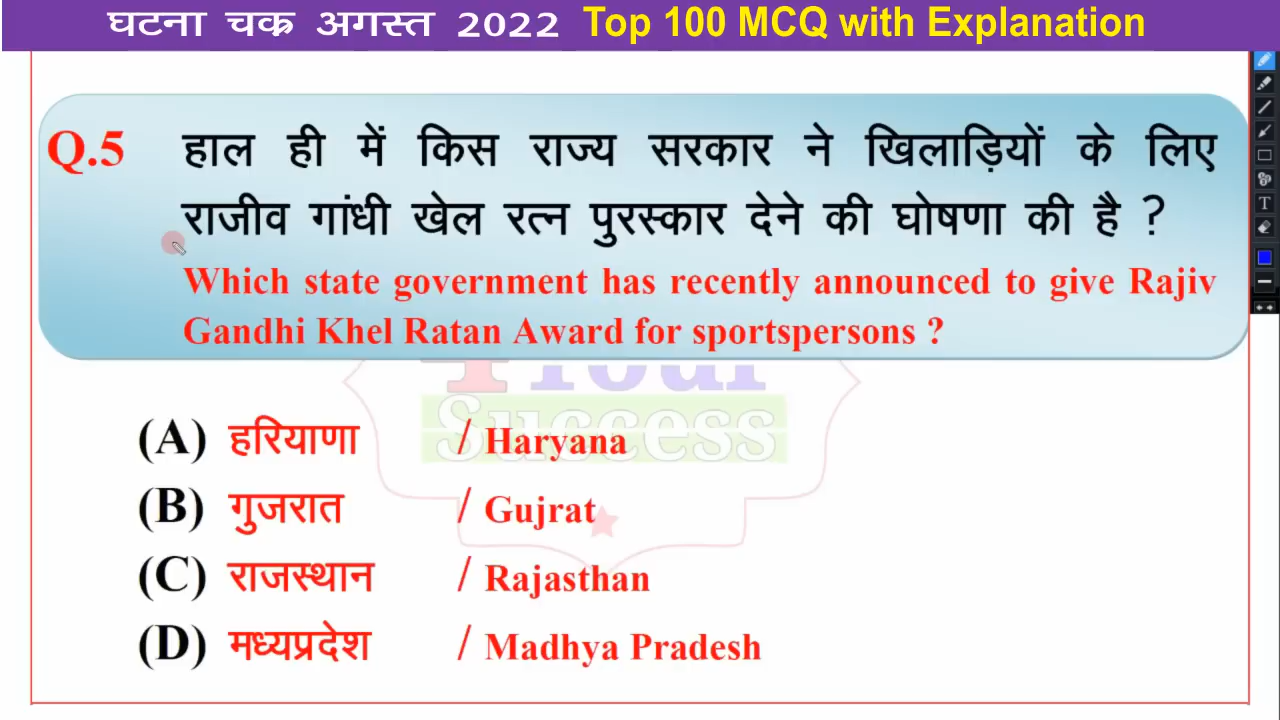 घटना चक्र अगस्त 2022 Top 100 MCQ with Explanation
Q.5 हाल ही में किस राज्य सरकार ने खिलाड़ियों के लिए
राजीव गांधी खेल रत्न पुरस्कार देने की घोषणा की है ?
Which state government has recently announced to give Rajiv
Gandhi Khel Ratan Award for sportspersons ?
Your
Success
(A) हरियाणा / Haryana
(B) गुजरात / Gujrat
(C) राजस्थान / Rajasthan
(D) मध्यप्रदेश / Madhya Pradesh
T